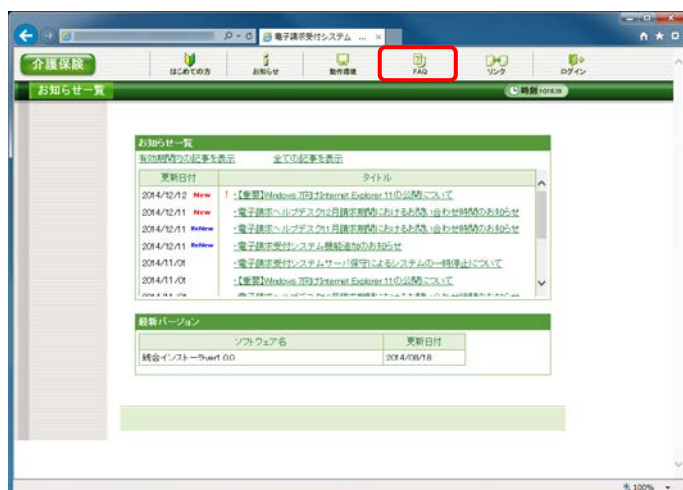 電子請求受付システム ...
介護保険
はじめての方
お知らせ
動作環境
FAQ
リンク
ログイン
お知らせ一覧
時刻
お知らせ一覧
有効期間内の記事を表示 全ての記事を表示
更新日付 タイトル
2014/12/12 New ! ・【重要】Windows 7向けInternet Explorer 11の公開について
2014/12/11 New ・電子請求ヘルプデスク12月請求期間におけるお問い合わせ時間のお知らせ
2014/12/11 ReNew ・電子請求ヘルプデスク11月請求期間におけるお問い合わせ時間のお知らせ
2014/12/11 ReNew ・電子請求受付システム機能追加のお知らせ
2014/11/01 ・電子請求受付システムサーバ保守によるシステムの一時停止について
2014/11/01 ・【重要】Windows 7向けInternet Explorer 11の公開について
最新バージョン
ソフトウェア名 更新日付
統合インストーラver1.0.0 2014/08/18
100%